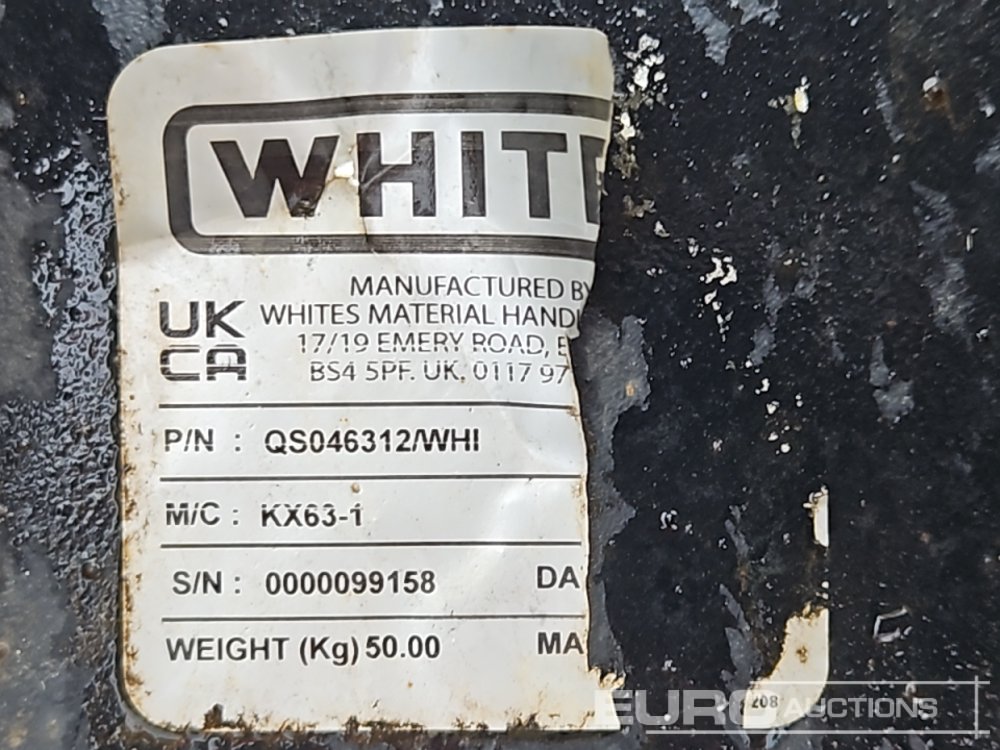 WHITE
MANUFACTURED BY
UK CA
WHITES MATERIAL HANDL
17/19 EMERY ROAD, B
BS4 5PF. UK. 0117 97
P/N : QS046312/WHI
M/C : KX63-1
S/N : 0000099158 DA
WEIGHT (Kg) 50.00 MA
208
EURO AUCTIONS